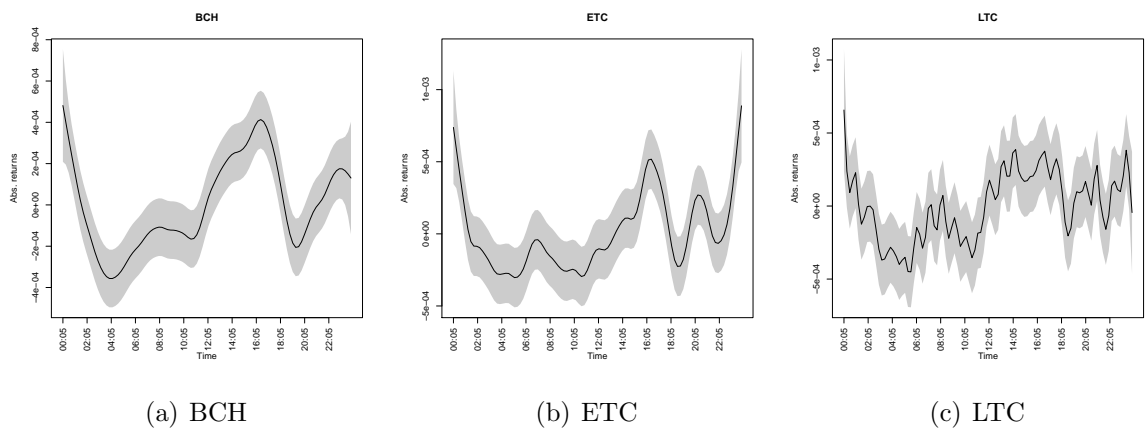 BCH
Abs. returns
8e−04
6e−04
4e−04
2e−04
0e+00
−2e−04
−4e−04
00:05
02:05
04:05
06:05
08:05
10:05
12:05
14:05
16:05
18:05
20:05
22:05
Time
(a) BCH
ETC
Abs. returns
1e−03
5e−04
0e+00
−5e−04
00:05
02:05
04:05
06:05
08:05
10:05
12:05
14:05
16:05
18:05
20:05
22:05
Time
(b) ETC
LTC
Abs. returns
1e−03
5e−04
0e+00
−5e−04
00:05
02:05
04:05
06:05
08:05
10:05
12:05
14:05
16:05
18:05
20:05
22:05
Time
(c) LTC